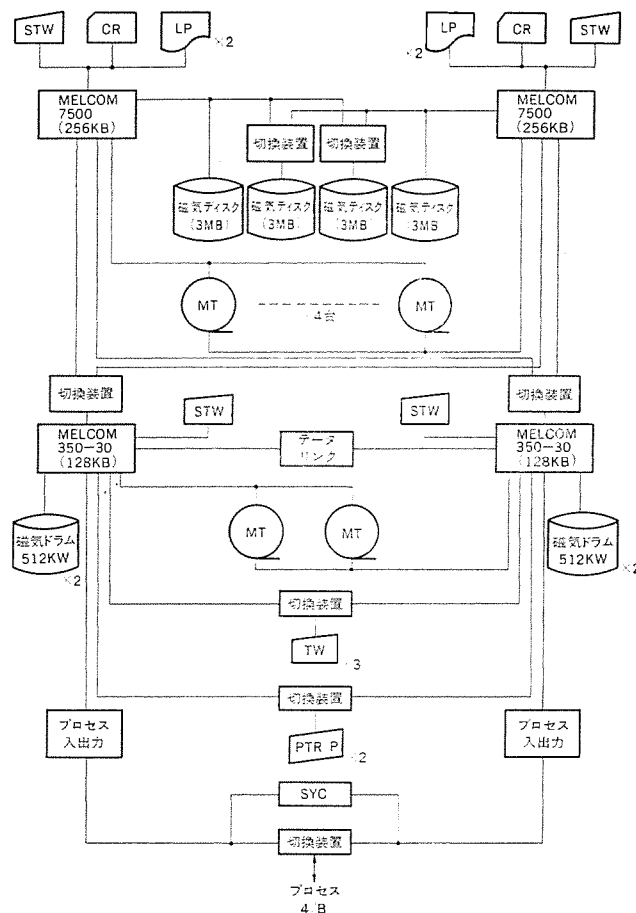 STW
CR
LP
×2
×2
LP
CR
STW
MELCOM
7500
(256KB)
MELCOM
7500
(256KB)
切換装置
切換装置
磁気ディスク
(3MB)
磁気ディスク
(3MB)
磁気ディスク
(3MB)
磁気ディスク
(3MB
MT
4台
MT
切換装置
切換装置
STW
STW
MELCOM
350-30
(128KB)
データ
リンク
MELCOM
350-30
(128KB)
磁気ドラム
512KW
×2
MT
MT
磁気ドラム
512KW
×2
切換装置
TW
×3
切換装置
プロセス
入出力
PTR P
×2
プロセス
入出力
SYC
切換装置
プロセス